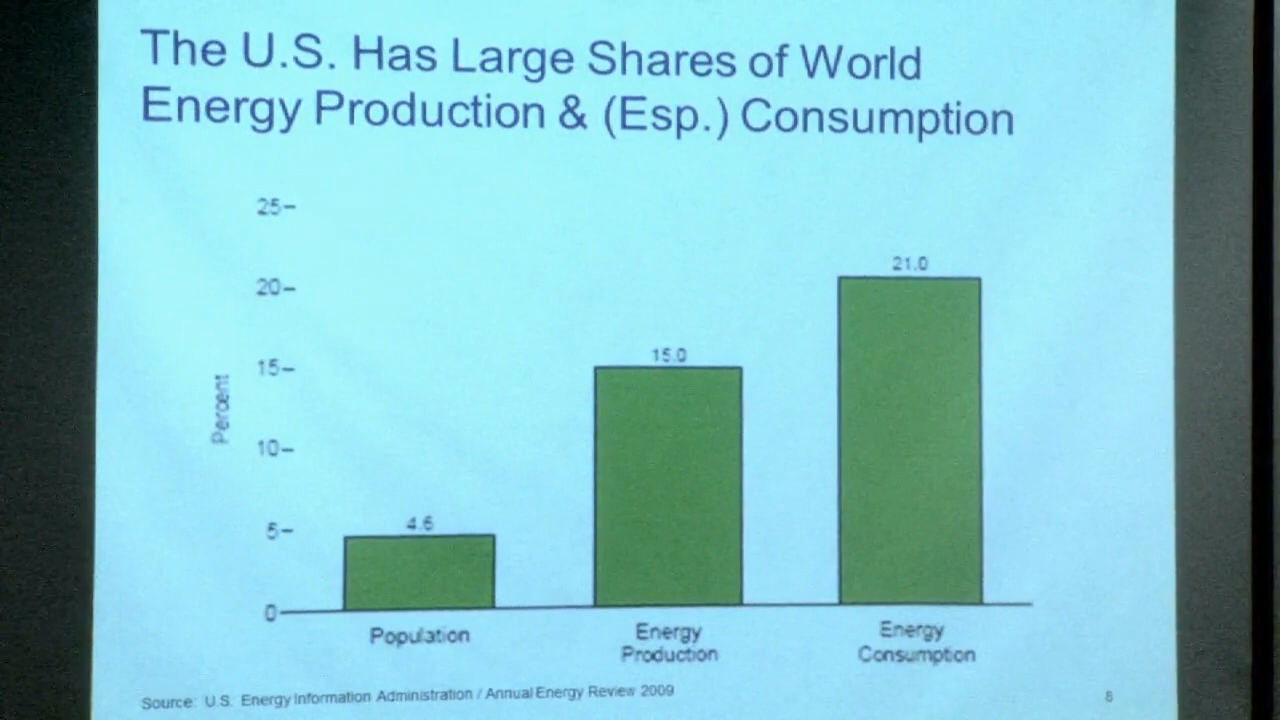 The U.S. Has Large Shares of World
Energy Production & (Esp.) Consumption
25
20
15
10
5
0
Percent
4.6
15.0
21.0
Population
Energy
Production
Energy
Consumption
Source: U.S. Energy Information Administration / Annual Energy Review 2009